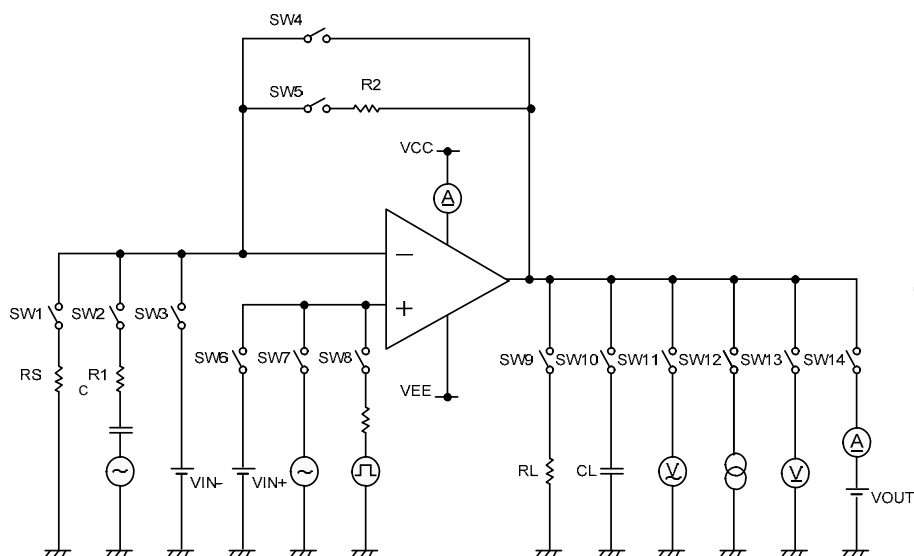 SW4
SW5
R2
VCC
A
SW1
SW2
SW3
−
+
SW6
SW7
SW8
SW9
SW10
SW11
SW12
SW13
SW14
RS
R1
C
VEE
VIN-
VIN+
RL
CL
V
V
A
VOUT